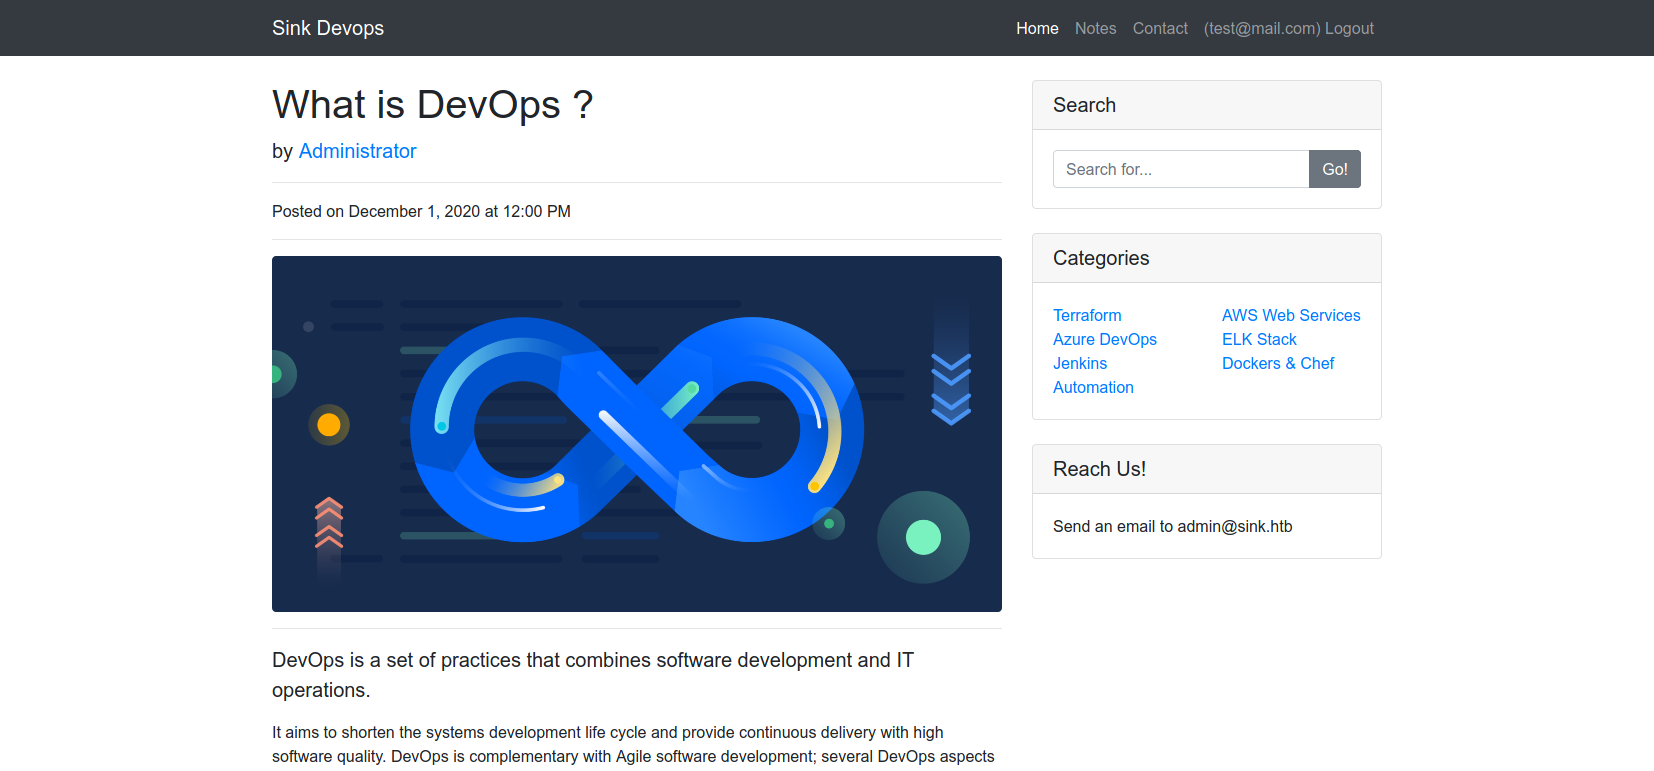 Sink Devops
Home Notes Contact (test@mail.com) Logout
What is DevOps ?
by Administrator
Posted on December 1, 2020 at 12:00 PM
DevOps is a set of practices that combines software development and IT
operations.
It aims to shorten the systems development life cycle and provide continuous delivery with high
software quality. DevOps is complementary with Agile software development; several DevOps aspects
Search
Search for... Go!
Categories
Terraform AWS Web Services
Azure DevOps ELK Stack
Jenkins Dockers & Chef
Automation
Reach Us!
Send an email to admin@sink.htb